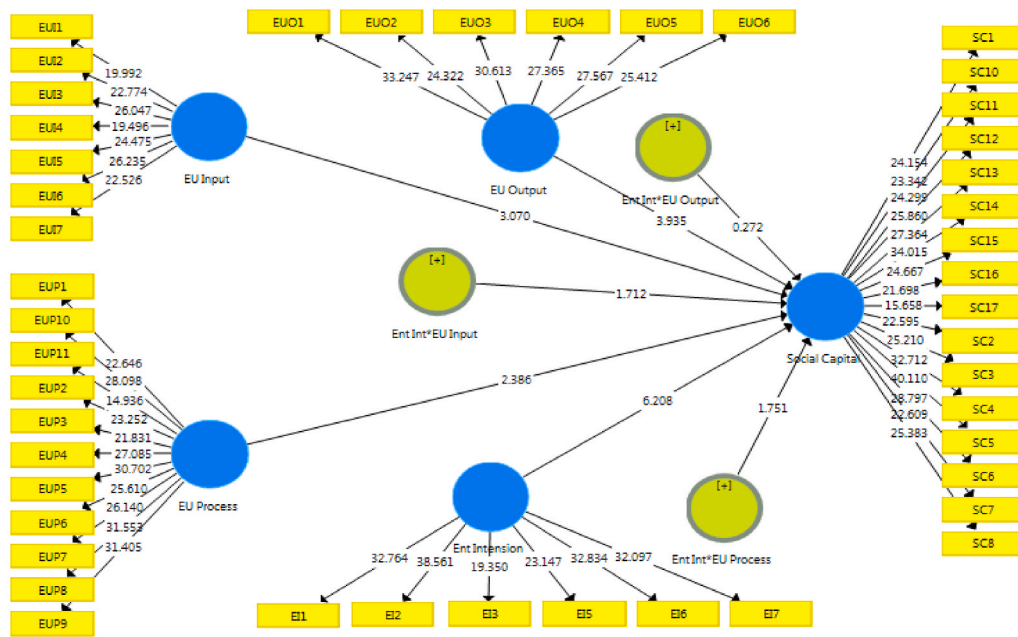 EUI1
EUI2
EUI3
EUI4
EUI5
EUI6
EUI7
19.992
22.774
26.047
19.496
24.475
26.235
22.526
EU Input
EUO1
EUO2
EUO3
EUO4
EUO5
EUO6
33.247
24.322
30.613
27.365
27.567
25.412
EU Output
[+]
Ent Int*EU Output
3.070
3.935
0.272
[+]
Ent Int*EU Input
1.712
EUP1
EUP10
EUP11
EUP2
EUP3
EUP4
EUP5
EUP6
EUP7
EUP8
EUP9
22.646
28.098
14.936
23.252
21.831
27.085
30.702
25.610
26.140
31.553
31.405
EU Process
2.386
6.208
1.751
[+]
Ent Int*EU Process
Ent Intension
32.764
38.561
19.350
23.147
32.834
32.097
EI1
EI2
EI3
EI5
EI6
EI7
Social Capital
24.154
23.342
24.299
25.860
27.364
34.015
24.667
21.698
15.658
22.595
25.210
32.712
40.110
28.797
22.609
25.383
SC1
SC10
SC11
SC12
SC13
SC14
SC15
SC16
SC17
SC2
SC3
SC4
SC5
SC6
SC7
SC8